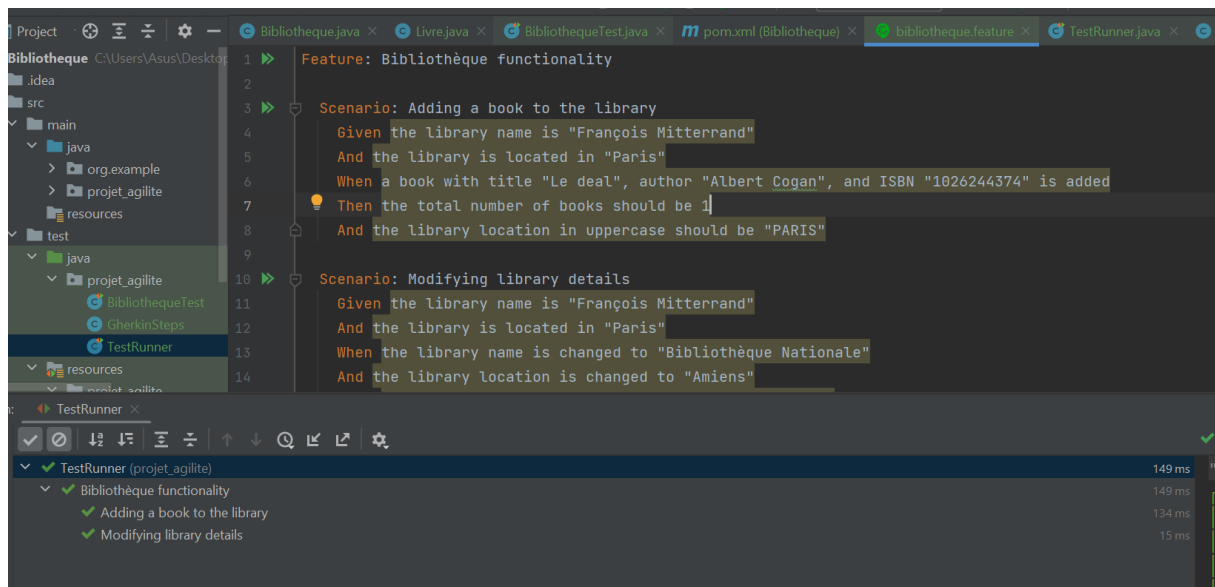 Project
Bibliotheque.java
Livre.java
BibliothequeTest.java
pom.xml (Bibliotheque)
bibliotheque.feature
TestRunner.java
Bibliotheque C:\Users\Asus\Desktop
.idea
src
main
java
org.example
projet_agilite
resources
test
java
projet_agilite
BibliothequeTest
GherkinSteps
TestRunner
resources
projet_agilite
1 Feature: Bibliothèque functionality
2
3 Scenario: Adding a book to the library
4 Given the library name is "François Mitterrand"
5 And the library is located in "Paris"
6 When a book with title "Le deal", author "Albert Cogan", and ISBN "1026244374" is added
7 Then the total number of books should be 1
8 And the library location in uppercase should be "PARIS"
9
10 Scenario: Modifying library details
11 Given the library name is "François Mitterrand"
12 And the library is located in "Paris"
13 When the library name is changed to "Bibliothèque Nationale"
14 And the library location is changed to "Amiens"
TestRunner
TestRunner (projet_agilite) 149 ms
Bibliothèque functionality 149 ms
Adding a book to the library 134 ms
Modifying library details 15 ms